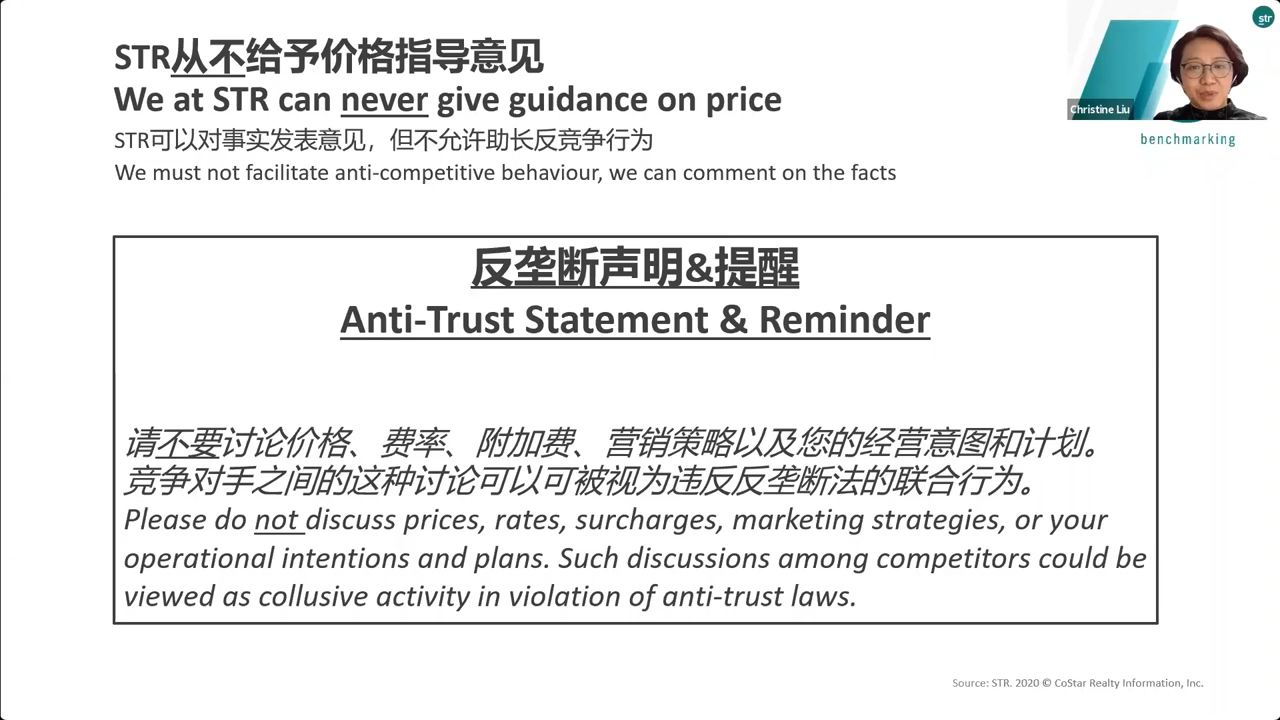 STR从不给予价格指导意见
We at STR can never give guidance on price
STR可以对事实发表意见，但不允许助长反竞争行为
We must not facilitate anti-competitive behaviour, we can comment on the facts
str
Christine Liu
benchmarking
反垄断声明&提醒
Anti-Trust Statement & Reminder
请不要讨论价格、费率、附加费、营销策略以及您的经营意图和计划。
竞争对手之间的这种讨论可以可被视为违反反垄断法的联合行为。
Please do not discuss prices, rates, surcharges, marketing strategies, or your
operational intentions and plans. Such discussions among competitors could be
viewed as collusive activity in violation of anti-trust laws.
Source: STR. 2020 © CoStar Realty Information, Inc.